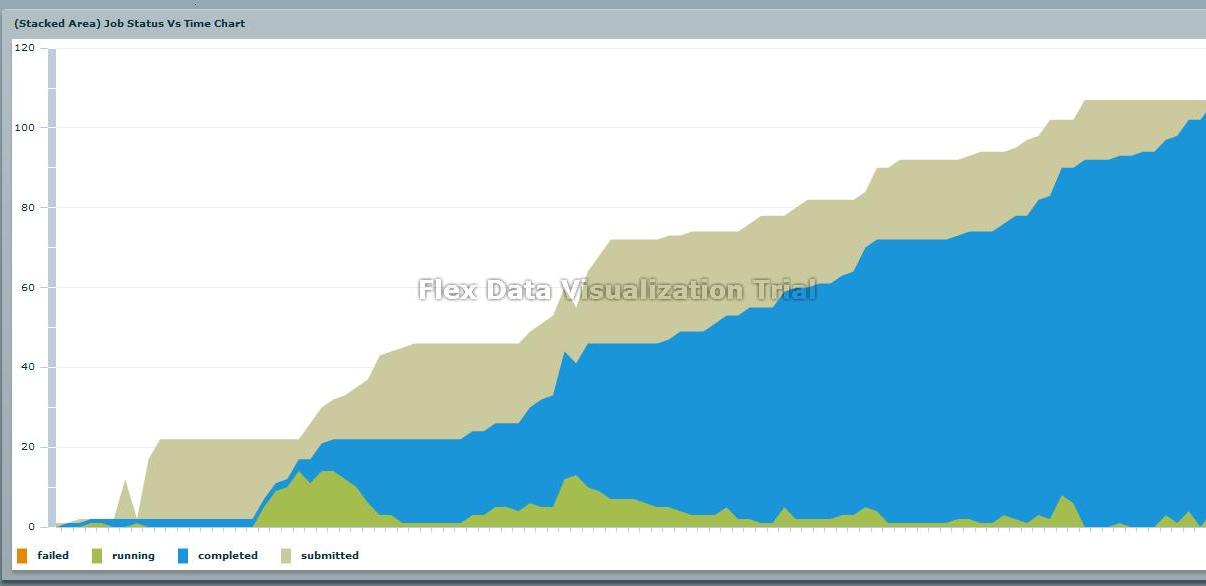 (Stacked Area) Job Status Vs Time Chart
120
100
80
60
Flex Data Visualization Trial
40
20
0
failed running completed submitted